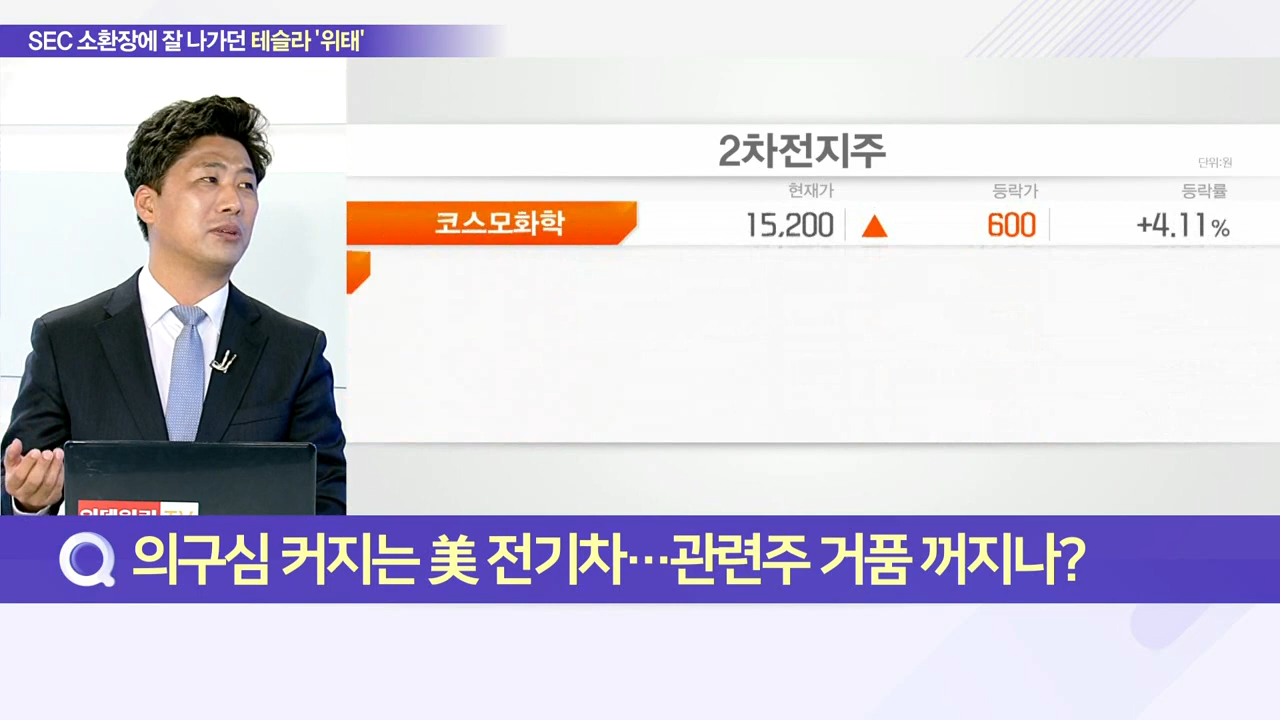 SEC 소환장에 잘 나가던 테슬라 '위태'
2차전지주
단위:원
현재가 등락가 등락률
코스모화학 15,200 ▲ 600 +4.11%
의구심 커지는 美 전기차…관련주 거품 꺼지나?